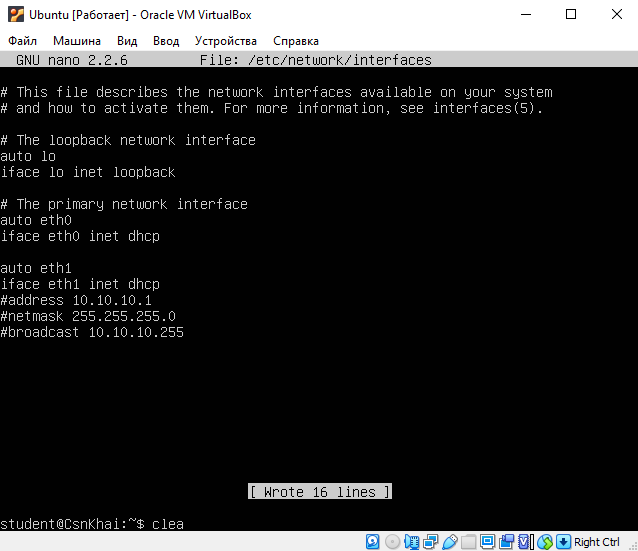 Ubuntu [Работает] - Oracle VM VirtualBox
Файл Машина Вид Ввод Устройства Справка
GNU nano 2.2.6 File: /etc/network/interfaces
# This file describes the network interfaces available on your system
# and how to activate them. For more information, see interfaces(5).
# The loopback network interface
auto lo
iface lo inet loopback
# The primary network interface
auto eth0
iface eth0 inet dhcp
auto eth1
iface eth1 inet dhcp
#address 10.10.10.1
#netmask 255.255.255.0
#broadcast 10.10.10.255
[ Wrote 16 lines ]
student@CsnKhai:~$ clea
Right Ctrl